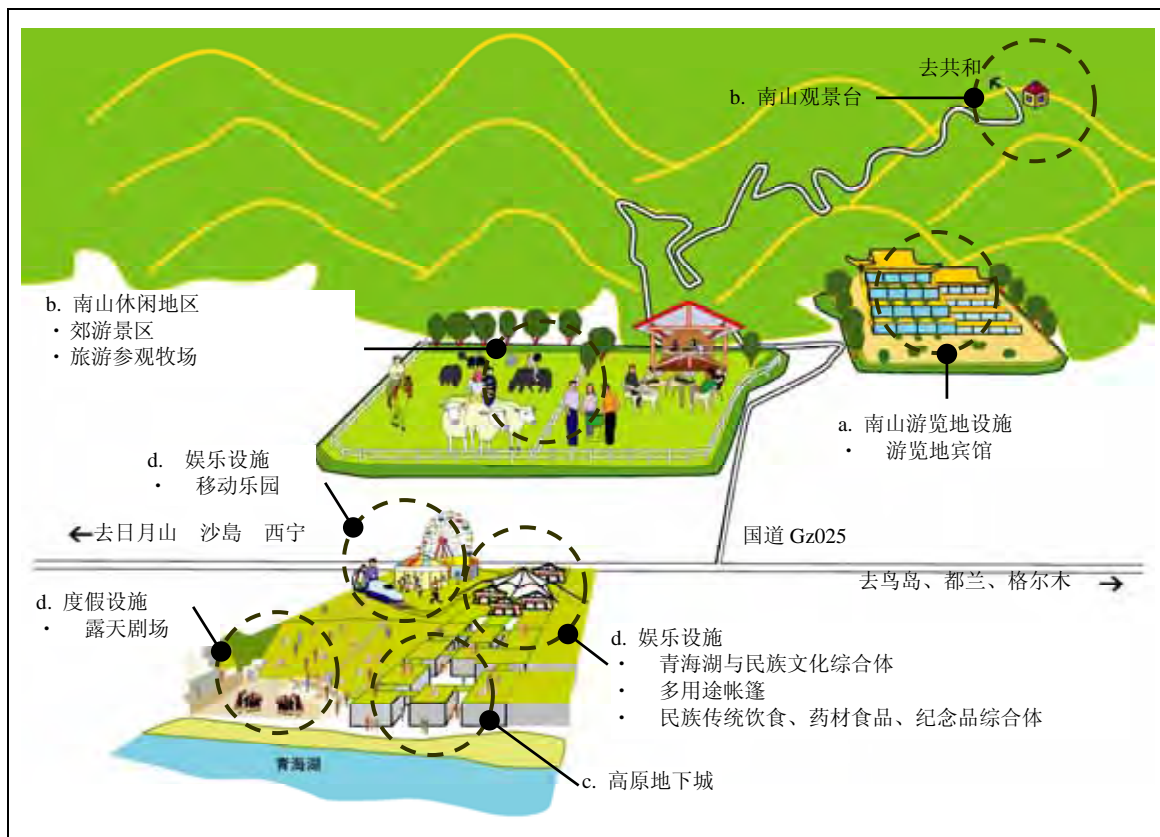 去共和
b. 南山观景台
b. 南山休闲地区
· 郊游景区
· 旅游参观牧场
a. 南山游览地设施
· 游览地宾馆
d. 娱乐设施
· 移动乐园
←去日月山 沙島 西宁
国道 Gz025
去鸟岛、都兰、格尔木 →
d. 度假设施
· 露天剧场
d. 娱乐设施
· 青海湖与民族文化综合体
· 多用途帐篷
· 民族传统饮食、药材食品、纪念品综合体
青海湖
c. 高原地下城